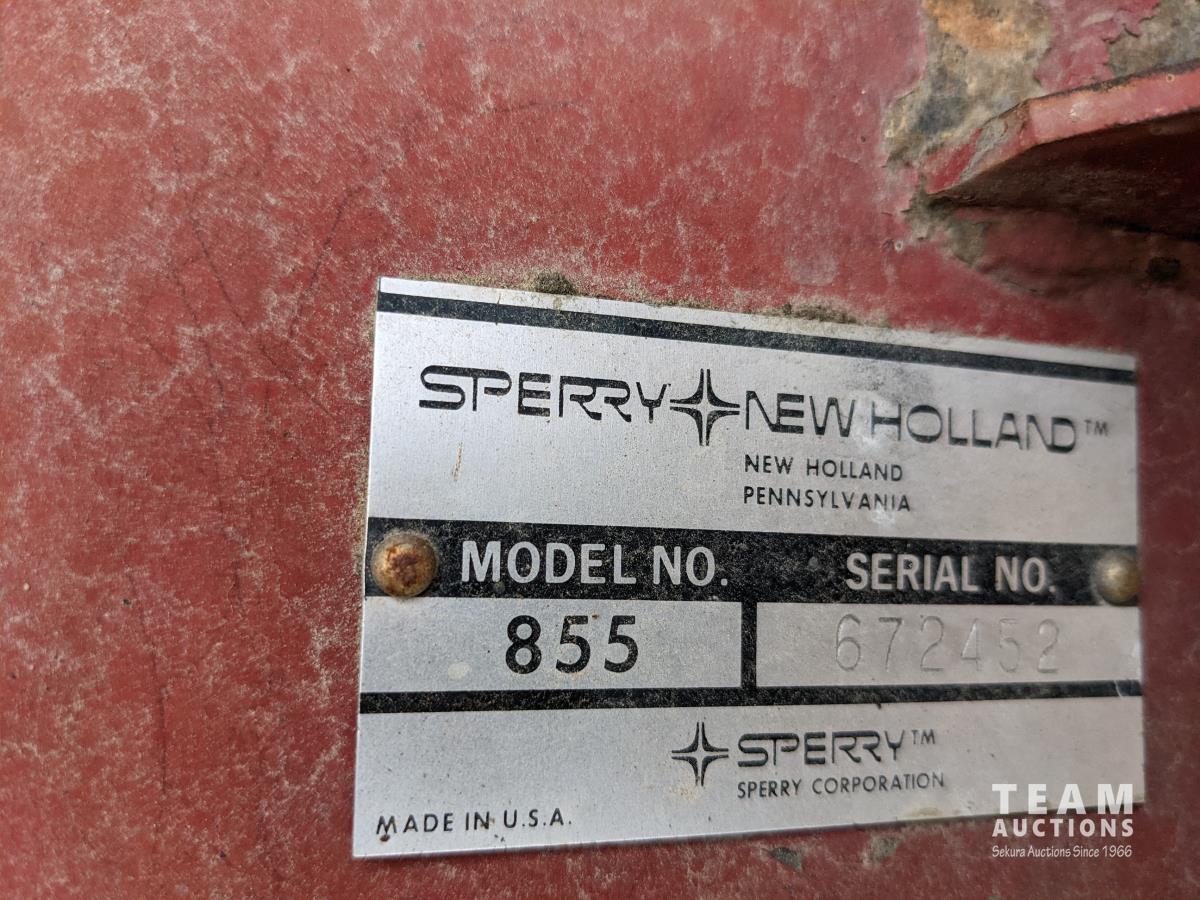 SPERRY NEW HOLLAND™
NEW HOLLAND
PENNSYLVANIA
MODEL NO. SERIAL NO.
855 672452
SPERRY™
SPERRY CORPORATION
MADE IN U.S.A.
TEAM
AUCTIONS
Sekura Auctions Since 1966